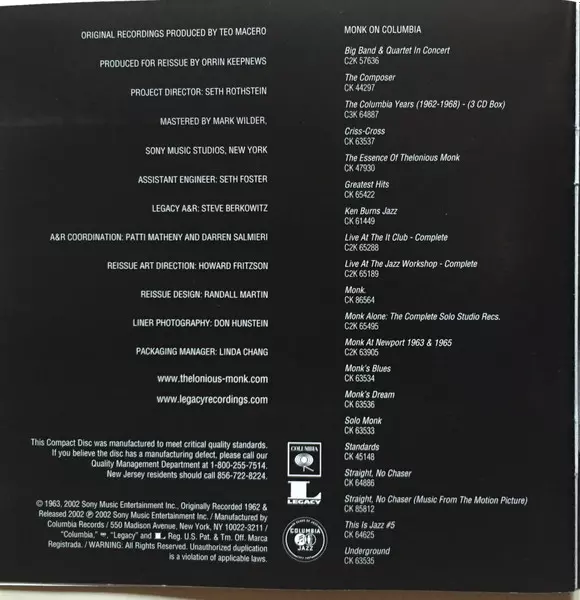 ORIGINAL RECORDINGS PRODUCED BY TEO MACERO
PRODUCED FOR REISSUE BY ORRIN KEEPNEWS
PROJECT DIRECTOR: SETH ROTHSTEIN
MASTERED BY MARK WILDER,
SONY MUSIC STUDIOS, NEW YORK
ASSISTANT ENGINEER: SETH FOSTER
LEGACY A&R: STEVE BERKOWITZ
A&R COORDINATION: PATTI MATHENY AND DARREN SALMIERI
REISSUE ART DIRECTION: HOWARD FRITZSON
REISSUE DESIGN: RANDALL MARTIN
LINER PHOTOGRAPHY: DON HUNSTEIN
PACKAGING MANAGER: LINDA CHANG
www.thelonious-monk.com
www.legacyrecordings.com
This Compact Disc was manufactured to meet critical quality standards.
If you believe the disc has a manufacturing defect, please call our
Quality Management Department at 1-800-255-7514.
New Jersey residents should call 856-722-8224.
© 1963, 2002 Sony Music Entertainment Inc., Originally Recorded 1962 &
Released 2002 ℗ 2002 Sony Music Entertainment Inc. / Manufactured by
Columbia Records / 550 Madison Avenue, New York, NY 10022-3211 /
"Columbia," , "Legacy" and L Reg. U.S. Pat. & Tm. Off. Marca
Registrada. / WARNING: All Rights Reserved. Unauthorized duplication
is a violation of applicable laws.
COLUMBIA
L
LEGACY
COLUMBIA
JAZZ
MONK ON COLUMBIA
Big Band & Quartet In Concert
C2K 57636
The Composer
CK 44297
The Columbia Years (1962-1968) - (3 CD Box)
C3K 64887
Criss-Cross
CK 63537
The Essence Of Thelonious Monk
CK 47930
Greatest Hits
CK 65422
Ken Burns Jazz
CK 61449
Live At The It Club - Complete
C2K 65288
Live At The Jazz Workshop - Complete
C2K 65189
Monk.
CK 86564
Monk Alone: The Complete Solo Studio Recs.
C2K 65495
Monk At Newport 1963 & 1965
C2K 63905
Monk's Blues
CK 63534
Monk's Dream
CK 63536
Solo Monk
CK 63533
Standards
CK 45148
Straight, No Chaser
CK 64886
Straight, No Chaser (Music From The Motion Picture)
CK 85812
This Is Jazz #5
CK 64625
Underground
CK 63535